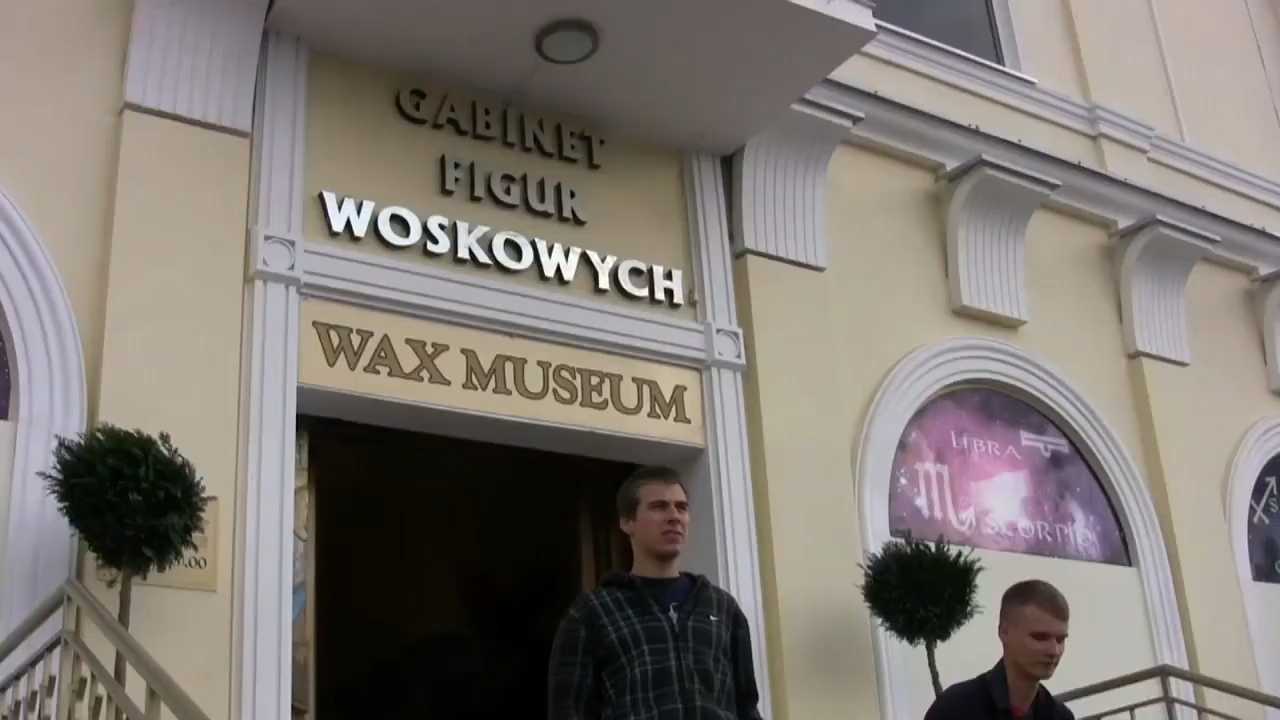 GABINET
FIGUR
WOSKOWYCH
WAX MUSEUM
LIBRA
SCORPIO